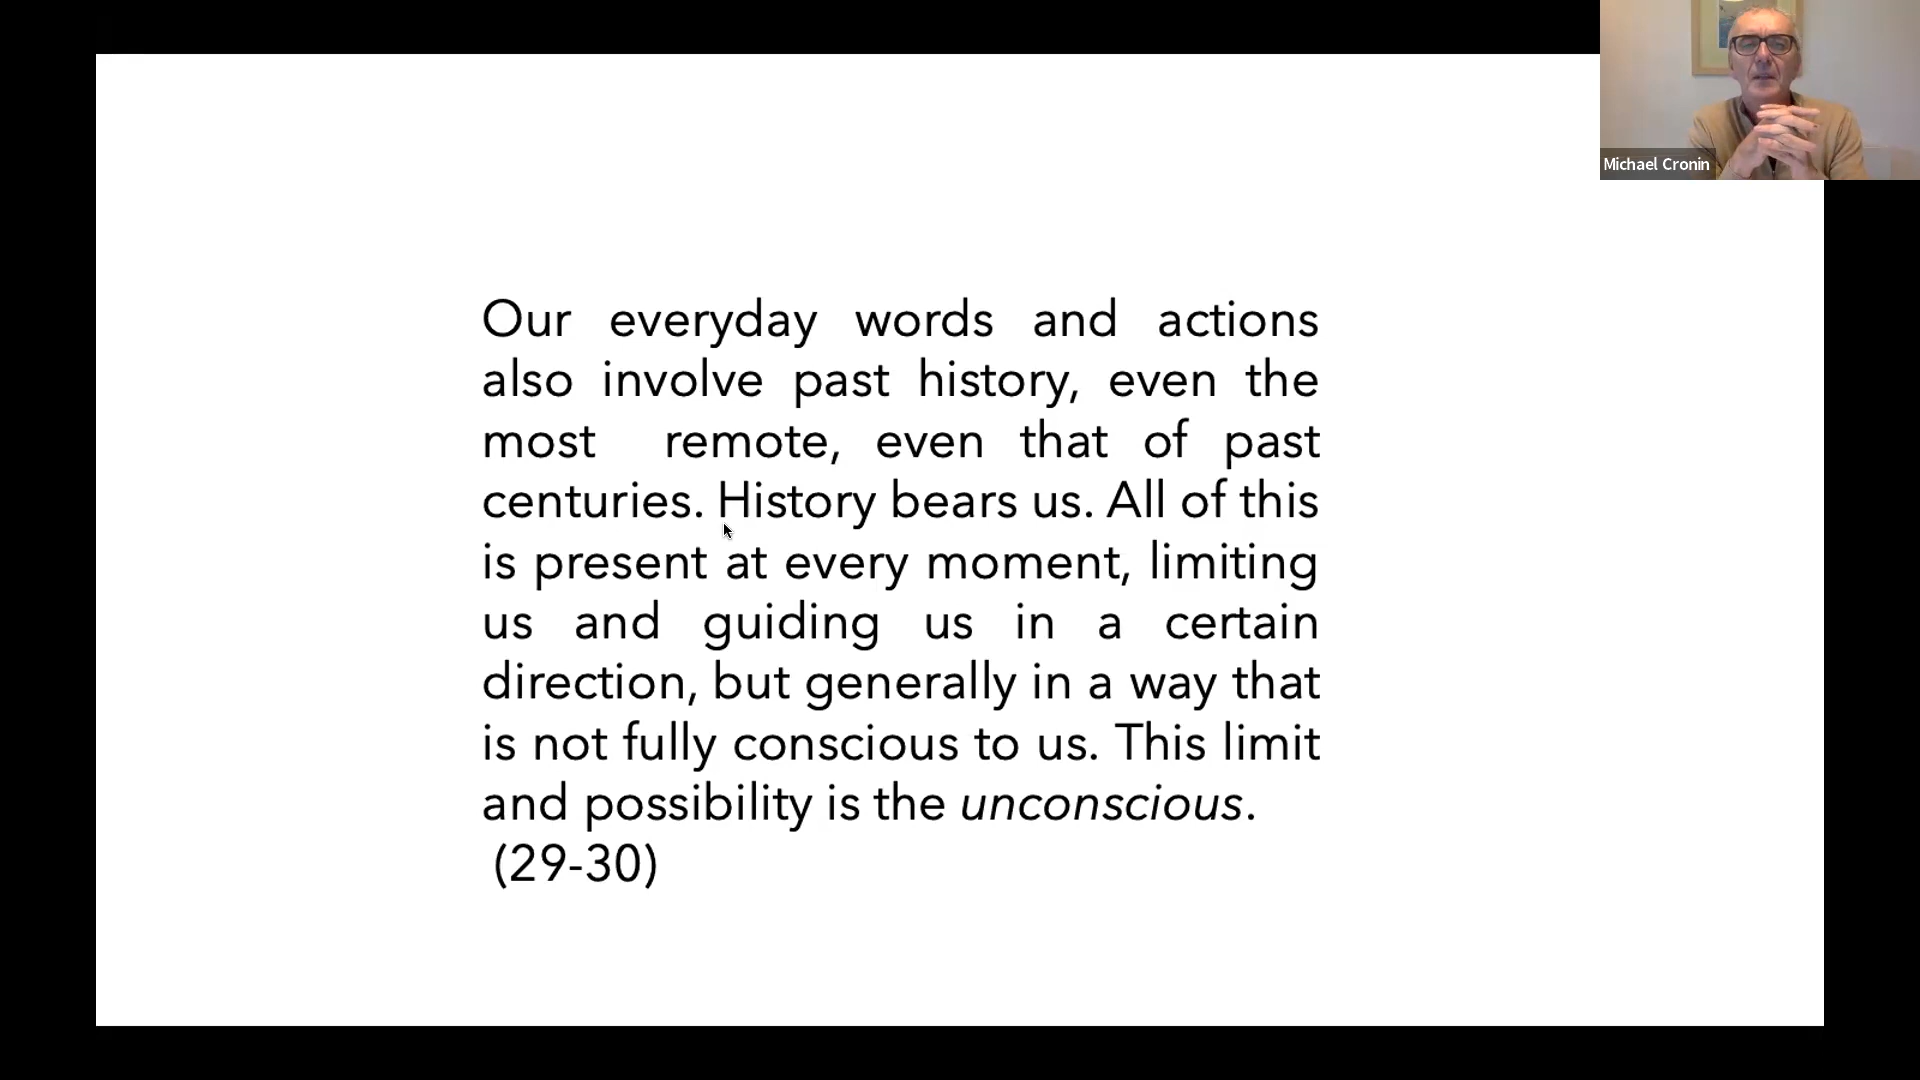 Michael Cronin
Our everyday words and actions
also involve past history, even the
most remote, even that of past
centuries. History bears us. All of this
is present at every moment, limiting
us and guiding us in a certain
direction, but generally in a way that
is not fully conscious to us. This limit
and possibility is the unconscious.
(29-30)